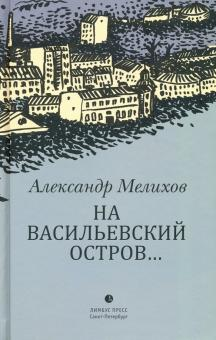 Александр Мелихов
НА
ВАСИЛЬЕВСКИЙ
ОСТРОВ...
ЛИМБУС ПРЕСС
Санкт-Петербург